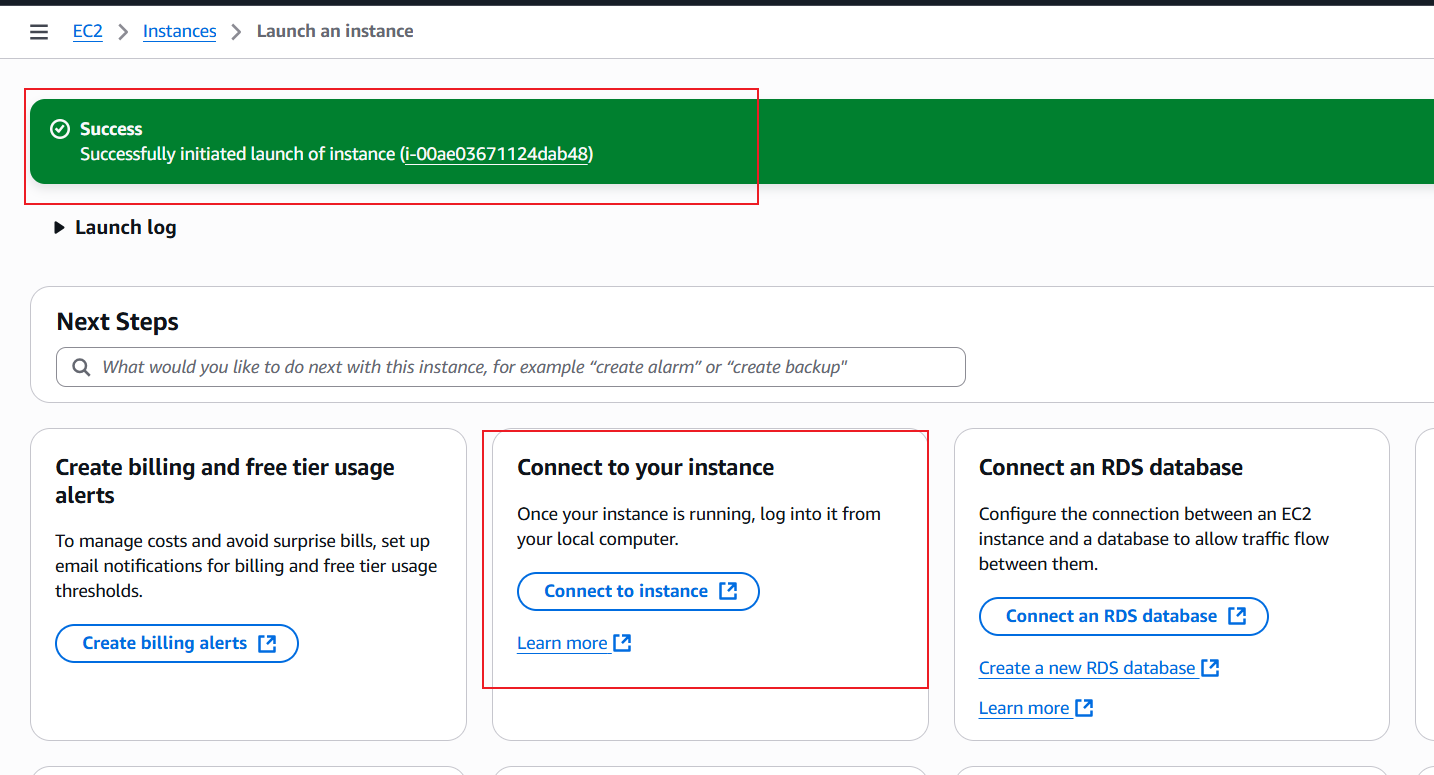 EC2 Instances Launch an instance
Success
Successfully initiated launch of instance (i-00ae03671124dab48)
Launch log
Next Steps
What would you like to do next with this instance, for example “create alarm” or “create backup"
Create billing and free tier usage
alerts
To manage costs and avoid surprise bills, set up
email notifications for billing and free tier usage
thresholds.
Create billing alerts
Connect to your instance
Once your instance is running, log into it from
your local computer.
Connect to instance
Learn more
Connect an RDS database
Configure the connection between an EC2
instance and a database to allow traffic flow
between them.
Connect an RDS database
Create a new RDS database
Learn more